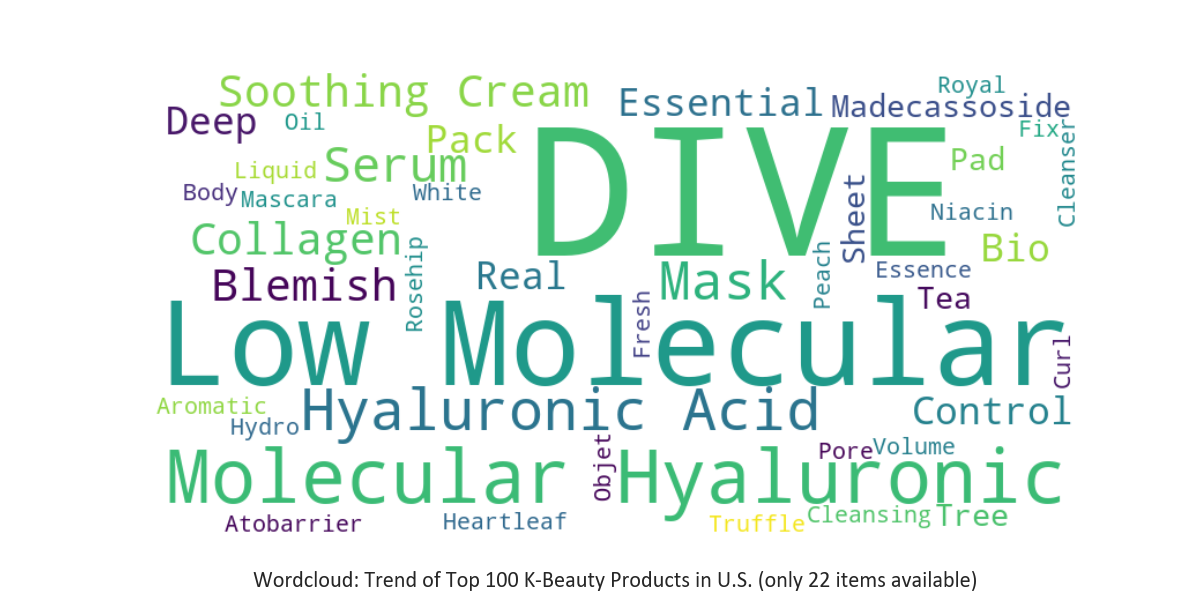 Soothing Cream
Essential
Royal
Madecassoside
Deep
Oil
Pack
DIVE
Fix
Cleanser
Liquid
Serum
Pad
Body
Mascara
White
Sheet
Mist
Niacin
Collagen
Rosehip
Peach
Bio
Blemish
Real
Mask
Essence
Fresh
Tea
Low Molecular
Curl
Aromatic
Hydro
Hyaluronic Acid
Control
Objet
Pore
Volume
Molecular
Hyaluronic
Atobarrier
Heartleaf
Truffle
Cleansing
Tree
Wordcloud: Trend of Top 100 K-Beauty Products in U.S. (only 22 items available)